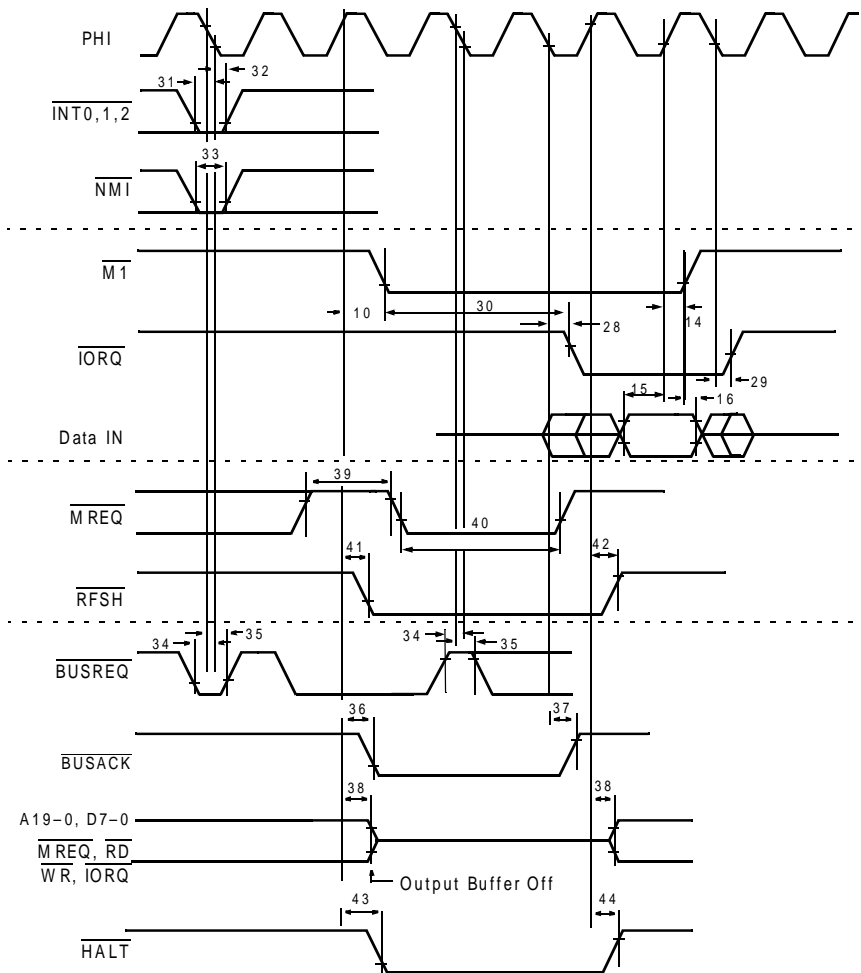 PHI
32
31
INT0,1,2
33
NMI
M1
10
30
28
14
IORQ
29
15
16
Data IN
39
MREQ
40
41
42
RFSH
34
35
34
35
BUSREQ
36
37
BUSACK
38
38
A19–0, D7–0
MREQ, RD
WR, IORQ
Output Buffer Off
43
44
HALT